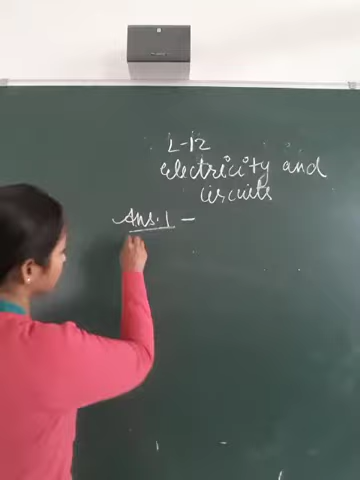 L-12
electricity and
circuits
Ans. 1 -